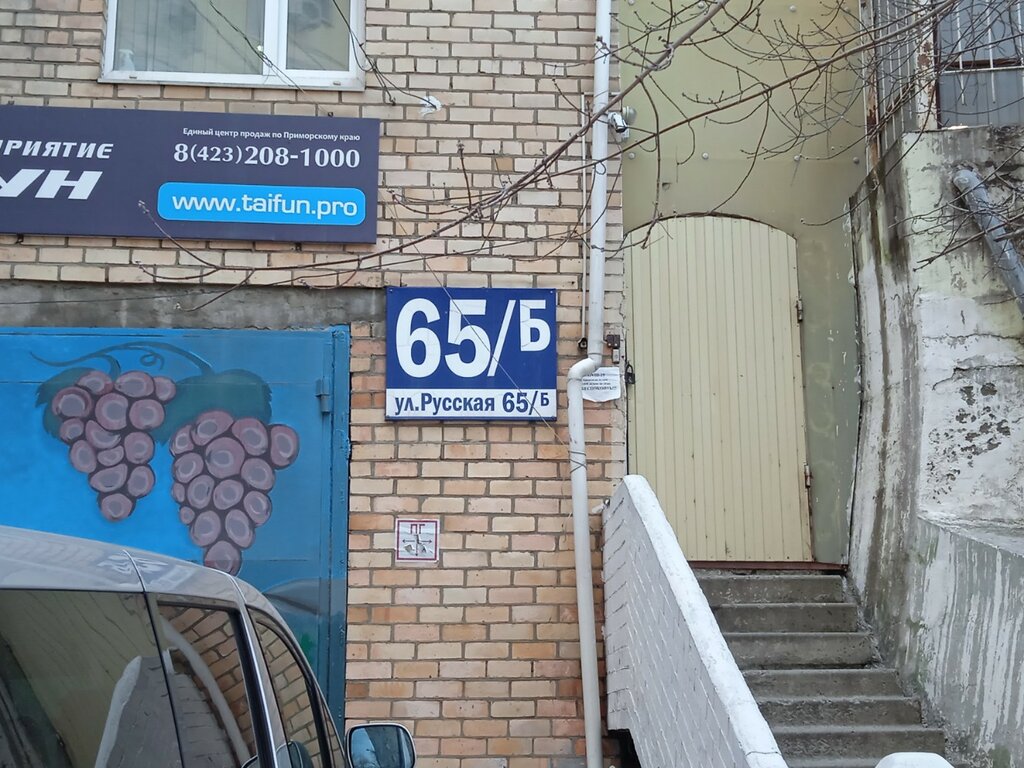 Единый центр продаж по Приморскому краю
РИЯТИЕ
8(423)208-1000
УН
www.taifun.pro
65/Б
ул.Русская 65/Б
ПГ